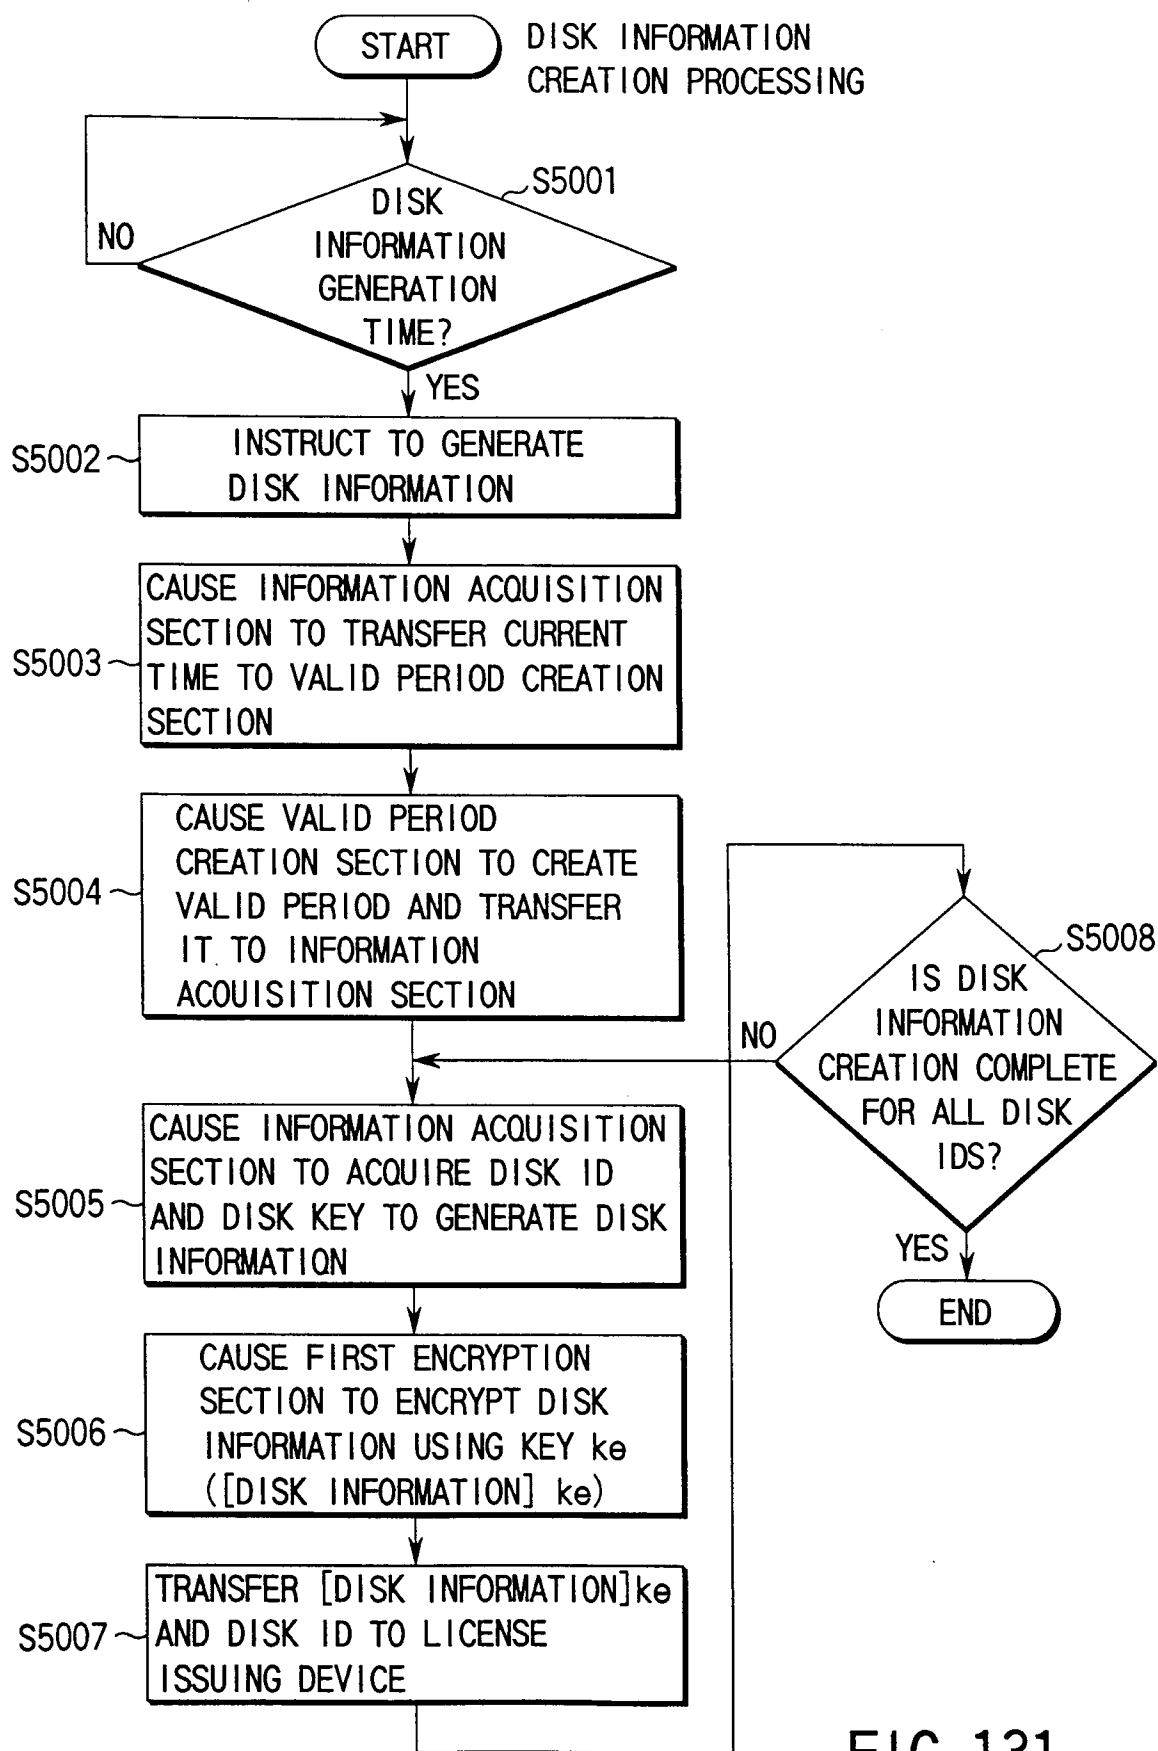 START
DISK INFORMATION
CREATION PROCESSING
S5001
DISK
INFORMATION
GENERATION
TIME?
NO
YES
S5002
INSTRUCT TO GENERATE
DISK INFORMATION
S5003
CAUSE INFORMATION ACQUISITION
SECTION TO TRANSFER CURRENT
TIME TO VALID PERIOD CREATION
SECTION
S5004
CAUSE VALID PERIOD
CREATION SECTION TO CREATE
VALID PERIOD AND TRANSFER
IT TO INFORMATION
ACQUISITION SECTION
S5005
CAUSE INFORMATION ACQUISITION
SECTION TO ACQUIRE DISK ID
AND DISK KEY TO GENERATE DISK
INFORMATION
S5006
CAUSE FIRST ENCRYPTION
SECTION TO ENCRYPT DISK
INFORMATION USING KEY ke
([DISK INFORMATION] ke)
S5007
TRANSFER [DISK INFORMATION]ke
AND DISK ID TO LICENSE
ISSUING DEVICE
S5008
IS DISK
INFORMATION
CREATION COMPLETE
FOR ALL DISK
IDS?
NO
YES
END
FIG. 131